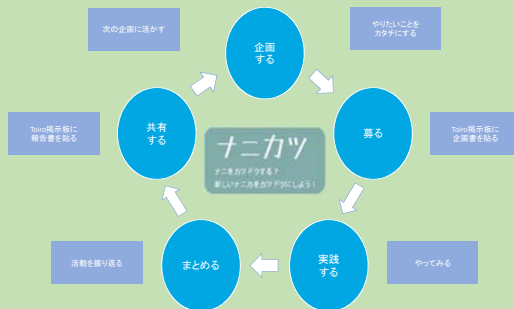 次の企画に活かす
企画
する
やりたいことを
カタチにする
Toiro掲示板に
報告書を貼る
共有
する
ナニカツ
ナニをカツドウする?
新しいナニカをカツドウにしよう!
募る
Toiro掲示板に
企画書を貼る
活動を振り返る
まとめる
実践
する
やってみる